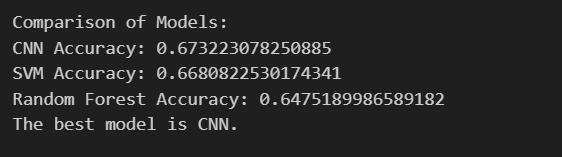 Comparison of Models:
CNN Accuracy: 0.673223078250885
SVM Accuracy: 0.6680822530174341
Random Forest Accuracy: 0.6475189986589182
The best model is CNN.